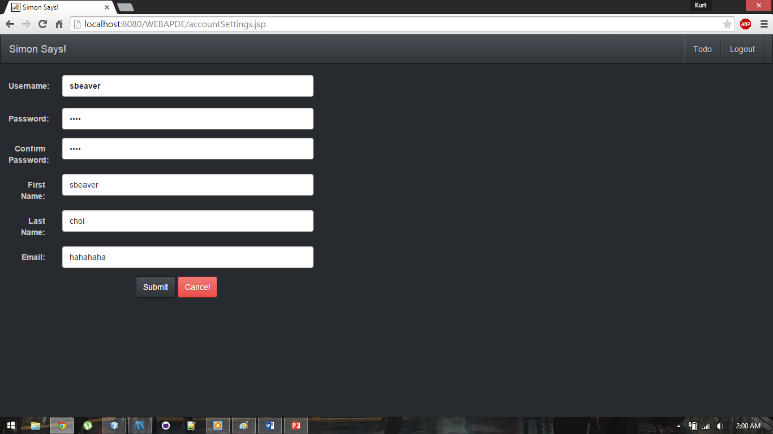 Simon Says!
Kurt
localhost:8080/WEBAPDE/accountSettings.jsp
ABP
Simon Says!
Todo
Logout
Username:
sbeaver
Password:
••••
Confirm
Password:
••••
First
Name:
sbeaver
Last
Name:
choi
Email:
hahahaha
Submit
Cancel
2:00 AM